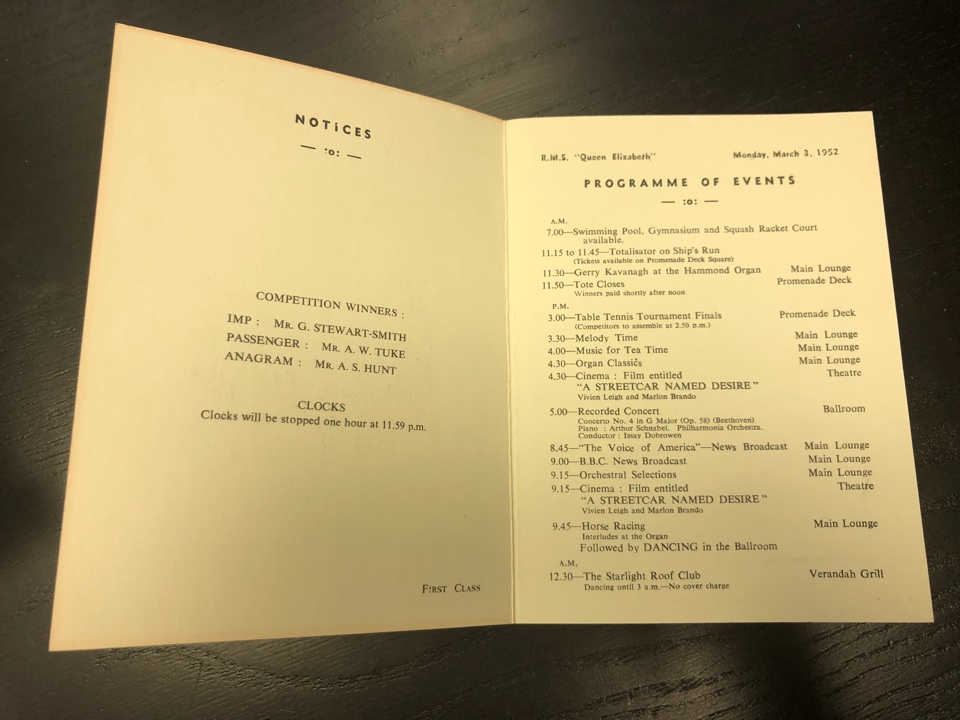 NOTiCES
— :o: —
COMPETITION WINNERS :
IMP : Mr. G. STEWART-SMITH
PASSENGER : Mr. A. W. TUKE
ANAGRAM : Mr. A. S. HUNT
CLOCKS
Clocks will be stopped one hour at 11.59 p.m.
First Class
R.M.S. "Queen Elizabeth" Monday, March 3, 1952
PROGRAMME OF EVENTS
— :o: —
A.M.
7.00—Swimming Pool, Gymnasium and Squash Racket Court
available.
11.15 to 11.45—Totalisator on Ship's Run
(Tickets available on Promenade Deck Square)
11.30—Gerry Kavanagh at the Hammond Organ Main Lounge
11.50—Tote Closes Promenade Deck
Winners paid shortly after noon
P.M.
3.00—Table Tennis Tournament Finals Promenade Deck
(Competitors to assemble at 2.50 p.m.)
3.30—Melody Time Main Lounge
4.00—Music for Tea Time Main Lounge
4.30—Organ Classics Main Lounge
4.30—Cinema : Film entitled Theatre
"A STREETCAR NAMED DESIRE"
Vivien Leigh and Marlon Brando
5.00—Recorded Concert Ballroom
Concerto No. 4 in G Major (Op. 58) (Beethoven)
Piano : Arthur Schnabel. Philharmonia Orchestra.
Conductor : Issay Dobrowen
8.45—"The Voice of America"—News Broadcast Main Lounge
9.00—B.B.C. News Broadcast Main Lounge
9.15—Orchestral Selections Main Lounge
9.15—Cinema : Film entitled Theatre
"A STREETCAR NAMED DESIRE"
Vivien Leigh and Marlon Brando
9.45—Horse Racing Main Lounge
Interludes at the Organ
Followed by DANCING in the Ballroom
A.M.
12.30—The Starlight Roof Club Verandah Grill
Dancing until 3 a.m.—No cover charge